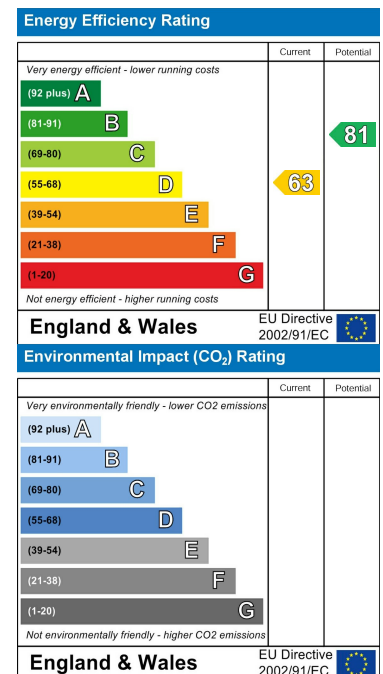 Energy Efficiency Rating
Current Potential
Very energy efficient - lower running costs
(92 plus) A
(81-91) B
81
(69-80) C
(55-68) D
63
(39-54) E
(21-38) F
(1-20) G
Not energy efficient - higher running costs
England & Wales
EU Directive
2002/91/EC
Environmental Impact (CO₂) Rating
Current Potential
Very environmentally friendly - lower CO2 emissions
(92 plus) A
(81-91) B
(69-80) C
(55-68) D
(39-54) E
(21-38) F
(1-20) G
Not environmentally friendly - higher CO2 emissions
England & Wales
EU Directive
2002/91/EC